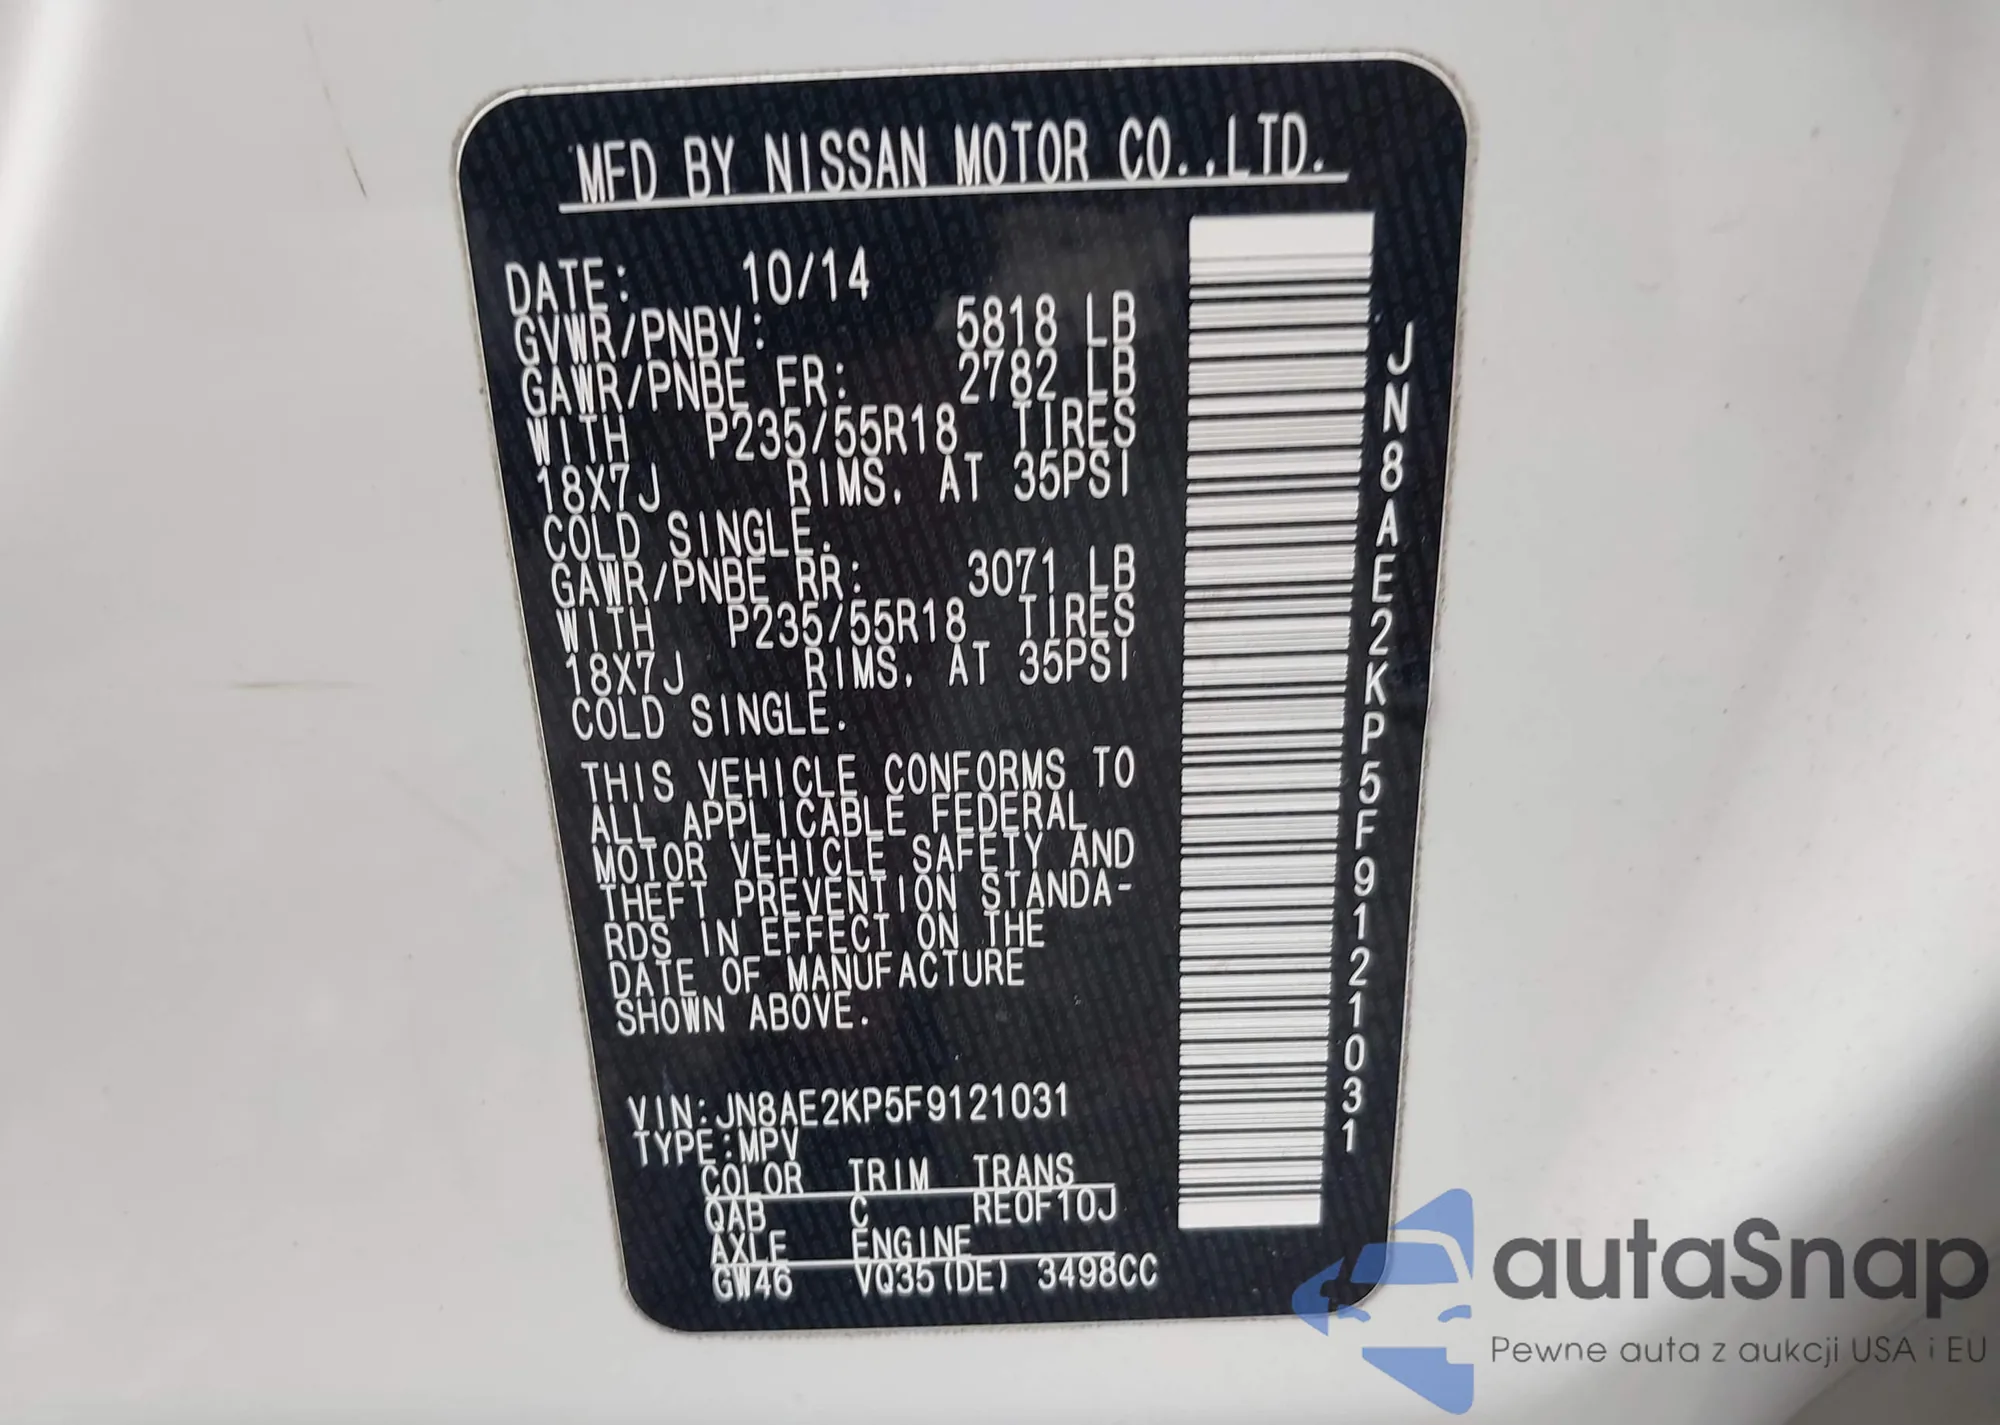 MFD BY NISSAN MOTOR CO.,LTD.
DATE: 10/14
GVWR/PNBV: 5818 LB
GAWR/PNBE FR: 2782 LB
WITH P235/55R18 TIRES
18X7J RIMS. AT 35PSI
COLD SINGLE.
GAWR/PNBE RR: 3071 LB
WITH P235/55R18 TIRES
18X7J RIMS. AT 35PSI
COLD SINGLE.
THIS VEHICLE CONFORMS TO
ALL APPLICABLE FEDERAL
MOTOR VEHICLE SAFETY AND
THEFT PREVENTION STANDA-
RDS IN EFFECT ON THE
DATE OF MANUFACTURE
SHOWN ABOVE.
VIN:JN8AE2KP5F9121031
TYPE:MPV
COLOR TRIM TRANS
QAB C RE0F10J
AXLE ENGINE
GW46 VQ35(DE) 3498CC
JN8AE2KP5F9121031
autaSnap
Pewne auta z aukcji USA i EU